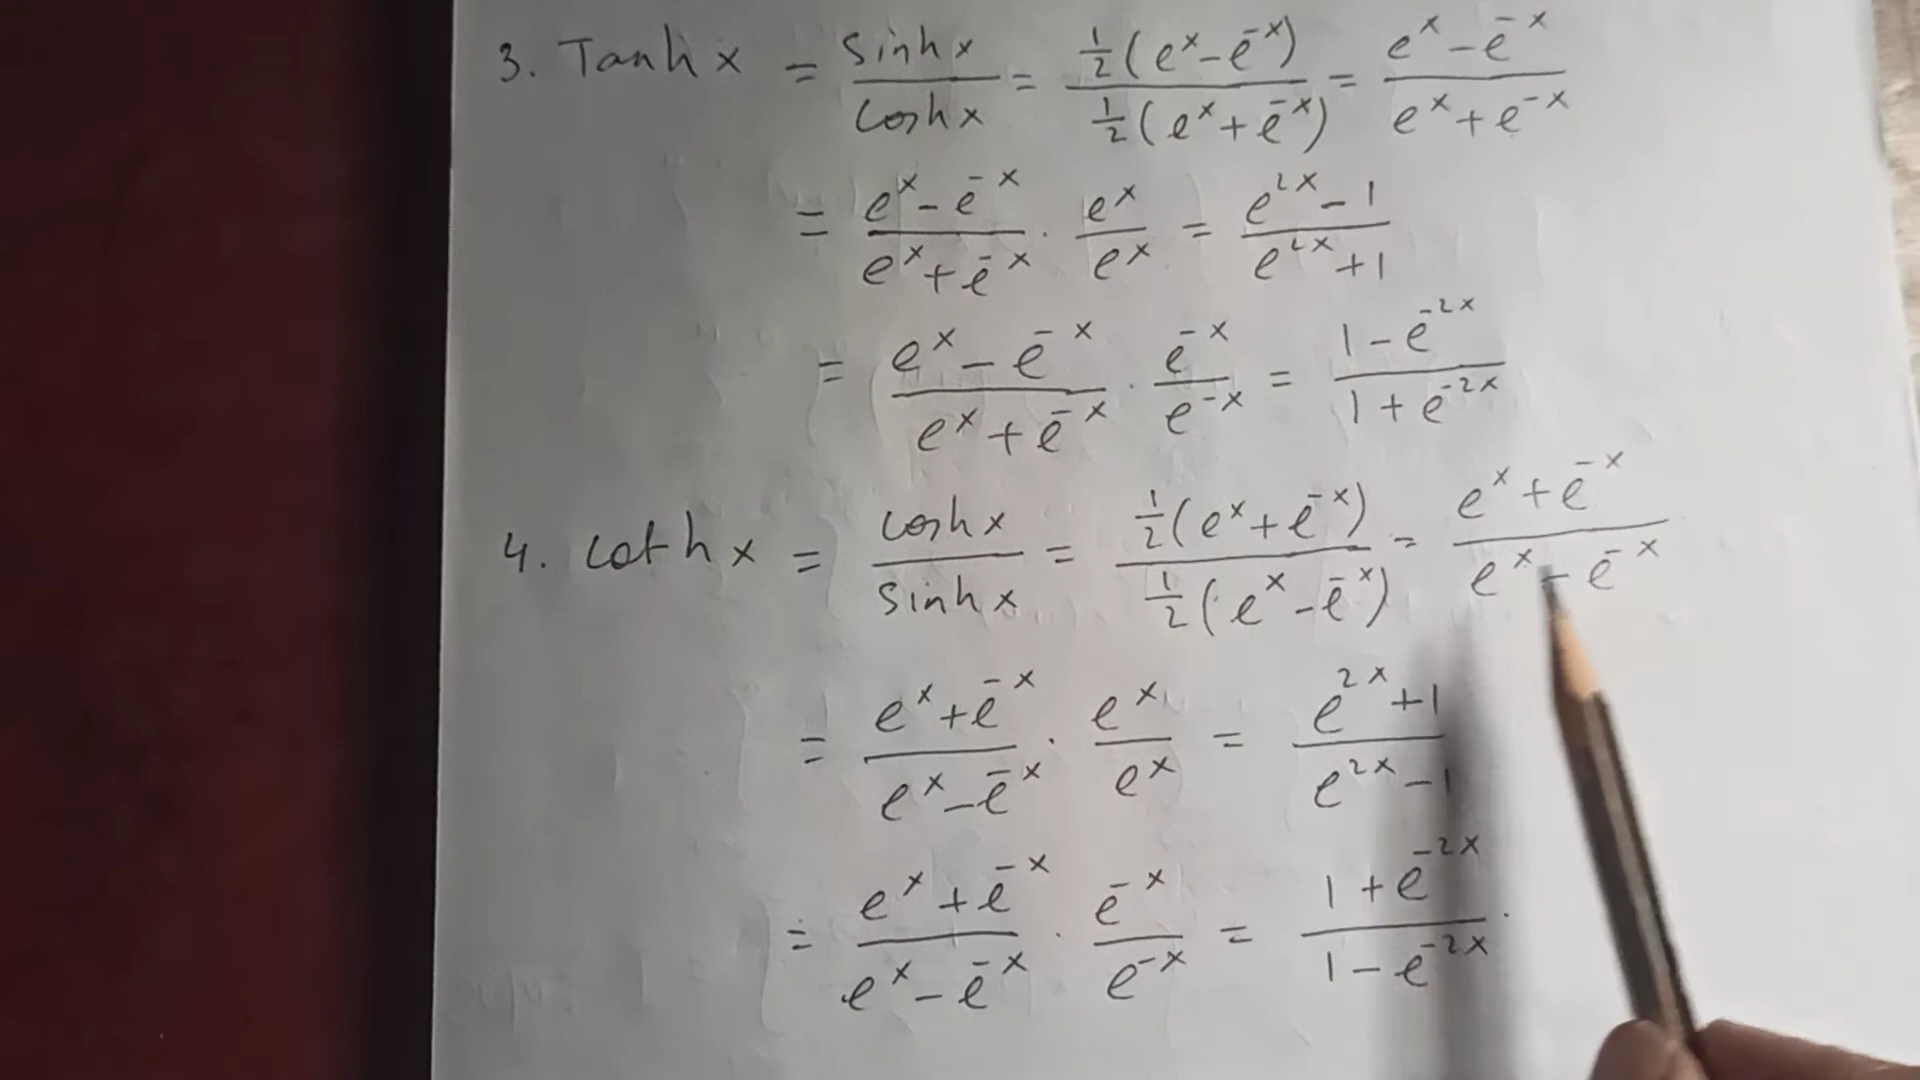 3. Tanh x = sinh x / cosh x = ½(eˣ − e⁻ˣ) / ½(eˣ + e⁻ˣ) = (eˣ − e⁻ˣ) / (eˣ + e⁻ˣ)
= (eˣ − e⁻ˣ) / (eˣ + e⁻ˣ) · eˣ / eˣ = (e²ˣ − 1) / (e²ˣ + 1)
= (eˣ − e⁻ˣ) / (eˣ + e⁻ˣ) · e⁻ˣ / e⁻ˣ = (1 − e⁻²ˣ) / (1 + e⁻²ˣ)
4. coth x = cosh x / sinh x = ½(eˣ + e⁻ˣ) / ½(eˣ − e⁻ˣ) = (eˣ + e⁻ˣ) / (eˣ − e⁻ˣ)
= (eˣ + e⁻ˣ) / (eˣ − e⁻ˣ) · eˣ / eˣ = (e²ˣ + 1) / (e²ˣ − 1)
= (eˣ + e⁻ˣ) / (eˣ − e⁻ˣ) · e⁻ˣ / e⁻ˣ = (1 + e⁻²ˣ) / (1 − e⁻²ˣ) .